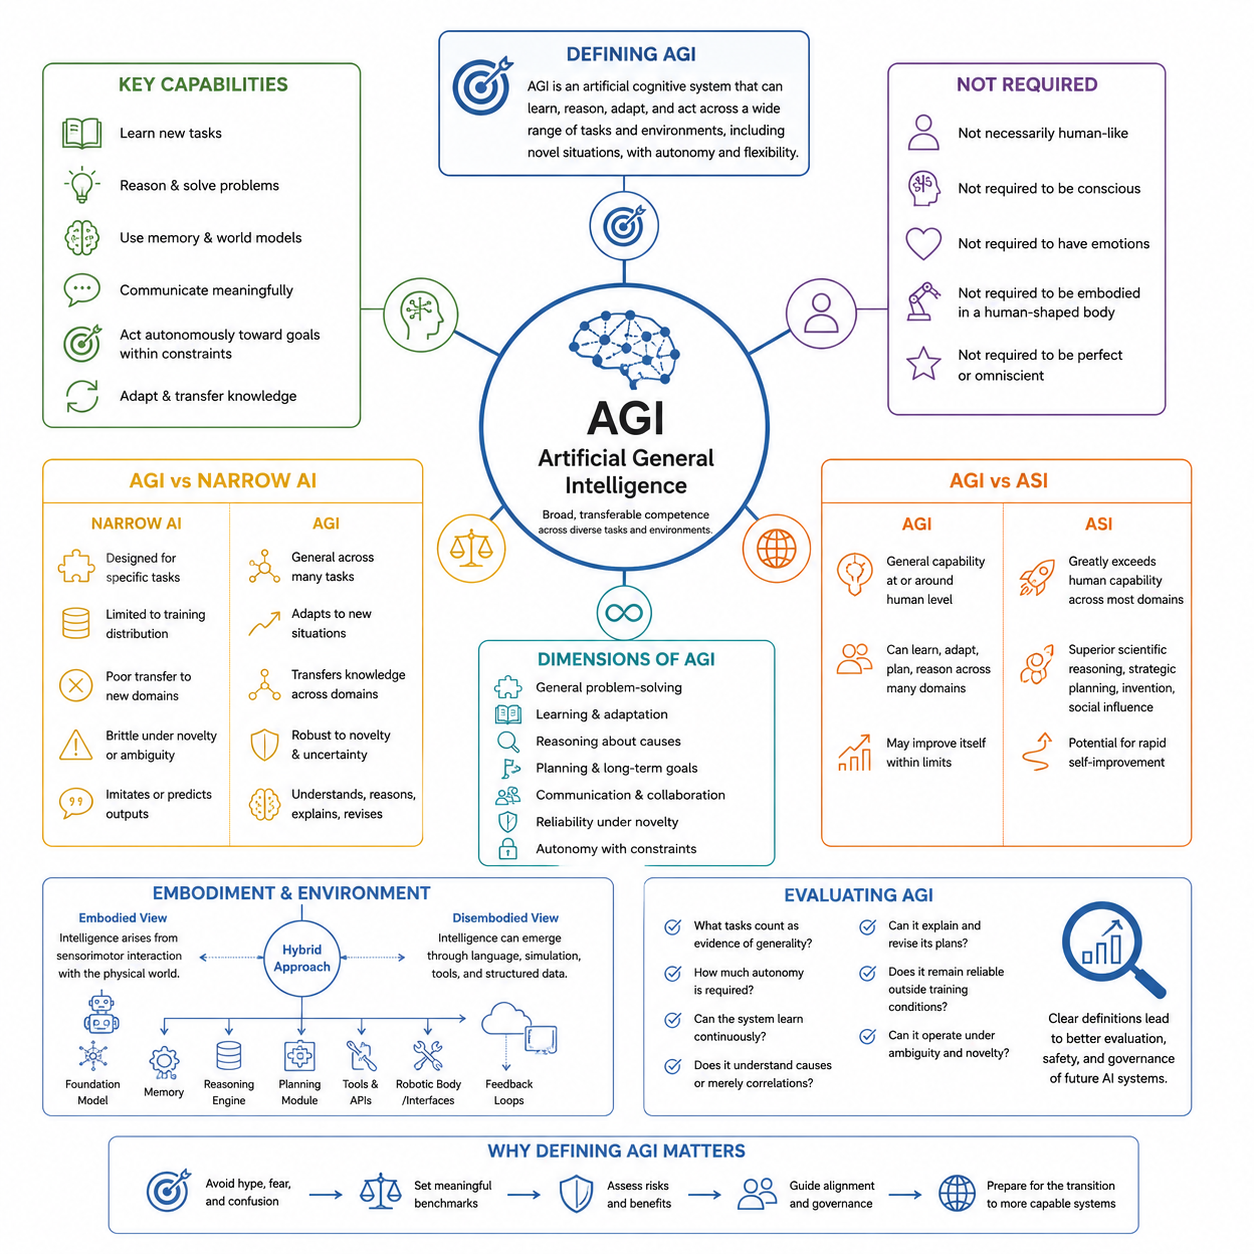 DEFINING AGI
AGI is an artificial cognitive system that can
learn, reason, adapt, and act across a wide
range of tasks and environments, including
novel situations, with autonomy and flexibility.
KEY CAPABILITIES
Learn new tasks
Reason & solve problems
Use memory & world models
Communicate meaningfully
Act autonomously toward goals
within constraints
Adapt & transfer knowledge
NOT REQUIRED
Not necessarily human-like
Not required to be conscious
Not required to have emotions
Not required to be embodied
in a human-shaped body
Not required to be perfect
or omniscient
AGI
Artificial General
Intelligence
Broad, transferable competence
across diverse tasks and environments.
AGI vs NARROW AI
NARROW AI
Designed for
specific tasks
Limited to training
distribution
Poor transfer to
new domains
Brittle under novelty
or ambiguity
Imitates or predicts
outputs
AGI
General across
many tasks
Adapts to new
situations
Transfers knowledge
across domains
Robust to novelty
& uncertainty
Understands, reasons,
explains, revises
AGI vs ASI
AGI
General capability
at or around
human level
Can learn, adapt,
plan, reason across
many domains
May improve itself
within limits
ASI
Greatly exceeds
human capability
across most domains
Superior scientific
reasoning, strategic
planning, invention,
social influence
Potential for rapid
self-improvement
DIMENSIONS OF AGI
General problem-solving
Learning & adaptation
Reasoning about causes
Planning & long-term goals
Communication & collaboration
Reliability under novelty
Autonomy with constraints
EMBODIMENT & ENVIRONMENT
Embodied View
Intelligence arises from
sensorimotor interaction
with the physical world.
Hybrid
Approach
Disembodied View
Intelligence can emerge
through language, simulation,
tools, and structured data.
Foundation
Model
Memory
Reasoning
Engine
Planning
Module
Tools &
APIs
Robotic Body
/Interfaces
Feedback
Loops
EVALUATING AGI
What tasks count as
evidence of generality?
How much autonomy
is required?
Can the system learn
continuously?
Does it understand causes
or merely correlations?
Can it explain and
revise its plans?
Does it remain reliable
outside training
conditions?
Can it operate under
ambiguity and novelty?
Clear definitions lead
to better evaluation,
safety, and governance
of future AI systems.
WHY DEFINING AGI MATTERS
Avoid hype, fear,
and confusion
Set meaningful
benchmarks
Assess risks
and benefits
Guide alignment
and governance
Prepare for the transition
to more capable systems